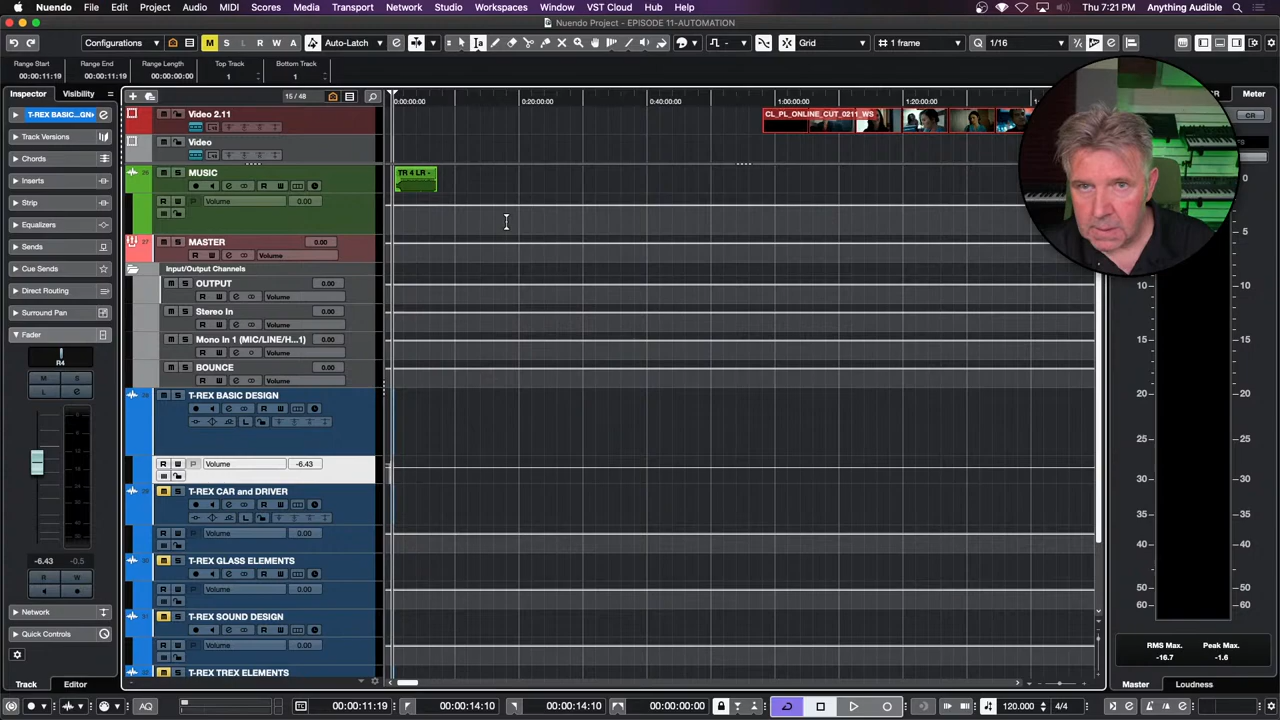 Nuendo File Edit Project Audio MIDI Scores Media Transport Network Studio Workspaces Window VST Cloud Hub Help Thu 7:21 PM Anything Audible
Nuendo Project - EPISODE 11-AUTOMATION
Configurations M S L R W A Auto-Latch Grid 1 frame 1/16
Range Start Range End Range Length Top Track Bottom Track
00:00:11:19 00:00:11:19 00:00:00:00 1 1
Inspector Visibility 15 / 48 0:00:00:00 0:20:00:00 0:40:00:00 1:00:00:00 1:20:00:00 Meter
T-REX BASIC...GN
CR
Track Versions
Chords
Inserts
Strip
Equalizers
Sends
Cue Sends
Direct Routing
Surround Pan
Fader
R4
M S
L e
-6.43 -0.5
R W
Network
Quick Controls
Track Editor
Video 2.11
CL_PL_ONLINE_CUT_0211_WS
Video
26 MUSIC
R W
TR 4 LR -
Volume 0.00
27 MASTER 0.00
R W Volume
Input/Output Channels
OUTPUT 0.00
R W Volume
Stereo In 0.00
R W Volume
Mono In 1 (MIC/LINE/H...1) 0.00
R W Volume
BOUNCE 0.00
R W Volume
T-REX BASIC DESIGN
R W
L
R W P Volume -6.43
29 T-REX CAR and DRIVER
R W
L
R W P Volume 0.00
30 T-REX GLASS ELEMENTS
R W
R W P Volume 0.00
31 T-REX SOUND DESIGN
R W
R W P Volume 0.00
T-REX TREX ELEMENTS
0
5
10
15
20
25
30
35
40
45
50
60
RMS Max. Peak Max.
-16.7 -1.6
Master Loudness
AQ 00:00:11:19 00:00:14:10 00:00:14:10 00:00:00:00 120.000 4/4